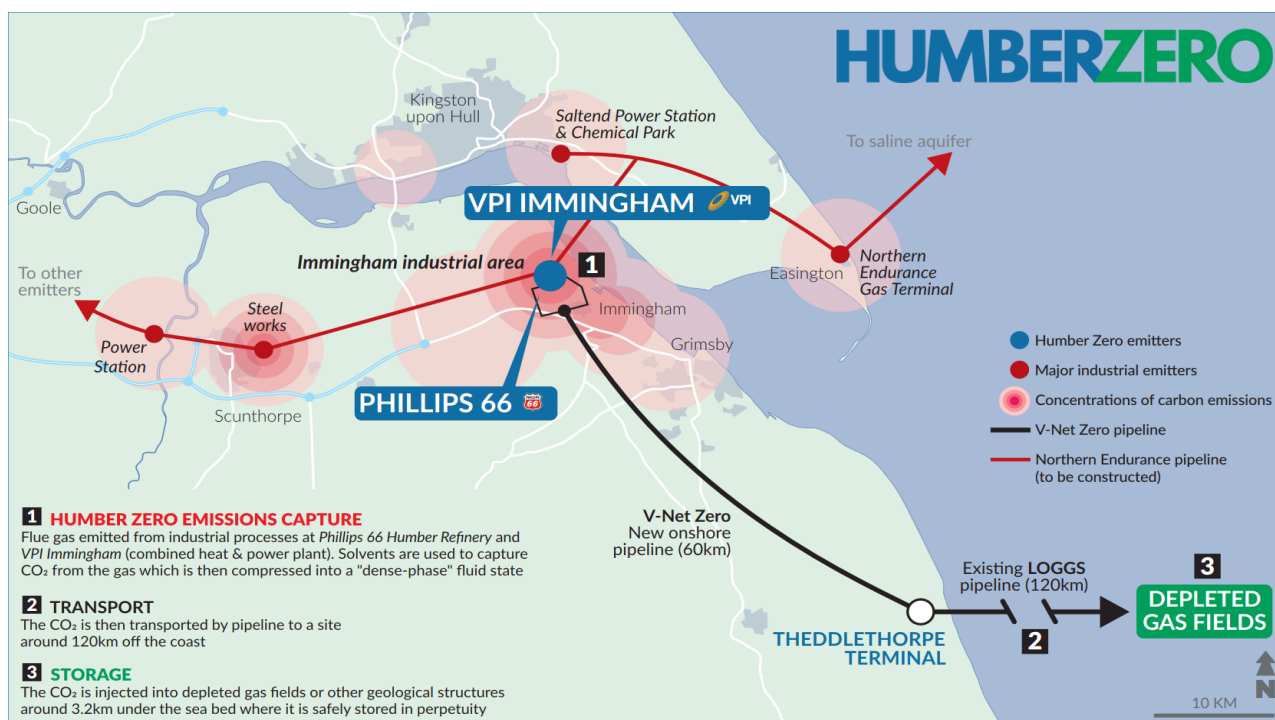 HUMBERZERO
Kingston
upon Hull
Saltend Power Station
& Chemical Park
To saline aquifer
Goole
VPI IMMINGHAM VPI
Immingham industrial area
1
To other
emitters
Easington
Northern
Endurance
Gas Terminal
Steel
works
Immingham
Power
Station
Grimsby
PHILLIPS 66 PHILLIPS 66
Scunthorpe
Humber Zero emitters
Major industrial emitters
Concentrations of carbon emissions
V-Net Zero pipeline
Northern Endurance pipeline
(to be constructed)
1 HUMBER ZERO EMISSIONS CAPTURE
Flue gas emitted from industrial processes at Phillips 66 Humber Refinery and
VPI Immingham (combined heat & power plant). Solvents are used to capture
CO₂ from the gas which is then compressed into a "dense-phase" fluid state
2 TRANSPORT
The CO₂ is then transported by pipeline to a site
around 120km off the coast
3 STORAGE
The CO₂ is injected into depleted gas fields or other geological structures
around 3.2km under the sea bed where it is safely stored in perpetuity
V-Net Zero
New onshore
pipeline (60km)
Existing LOGGS
pipeline (120km)
3
DEPLETED
GAS FIELDS
THEDDLETHORPE
TERMINAL
2
N
10 KM